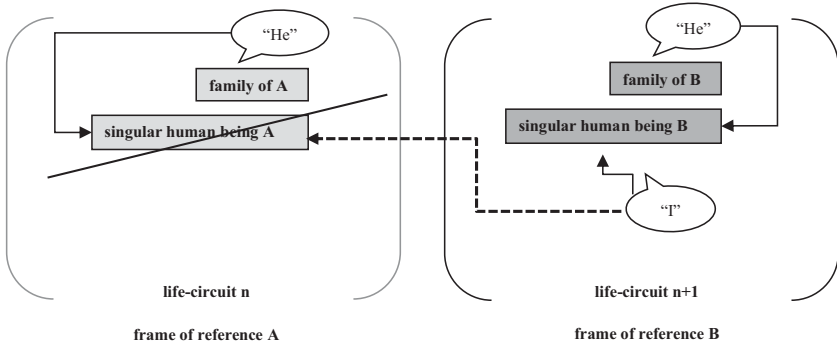 “He”
family of A
singular human being A
life-circuit n
frame of reference A
“He”
family of B
singular human being B
“I”
life-circuit n+1
frame of reference B